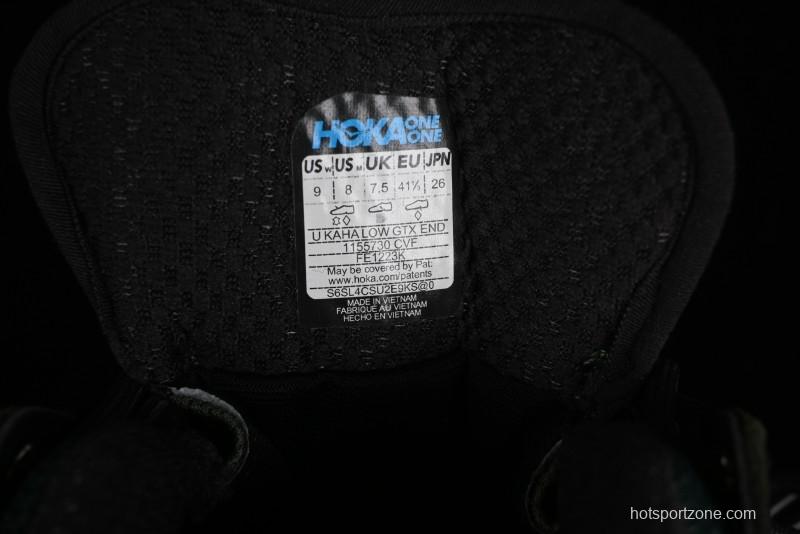 HOKA ONE ONE
US W US M UK EU JPN
9 8 7.5 41⅓ 26
U KAHA LOW GTX END
1155730 CVF
FE1223K
May be covered by Pat:
www.hoka.com/patents
S6SL4CSU2E9KS@0
MADE IN VIETNAM
FABRIQUE AU VIETNAM
HECHO EN VIETNAM
hotsportzone.com